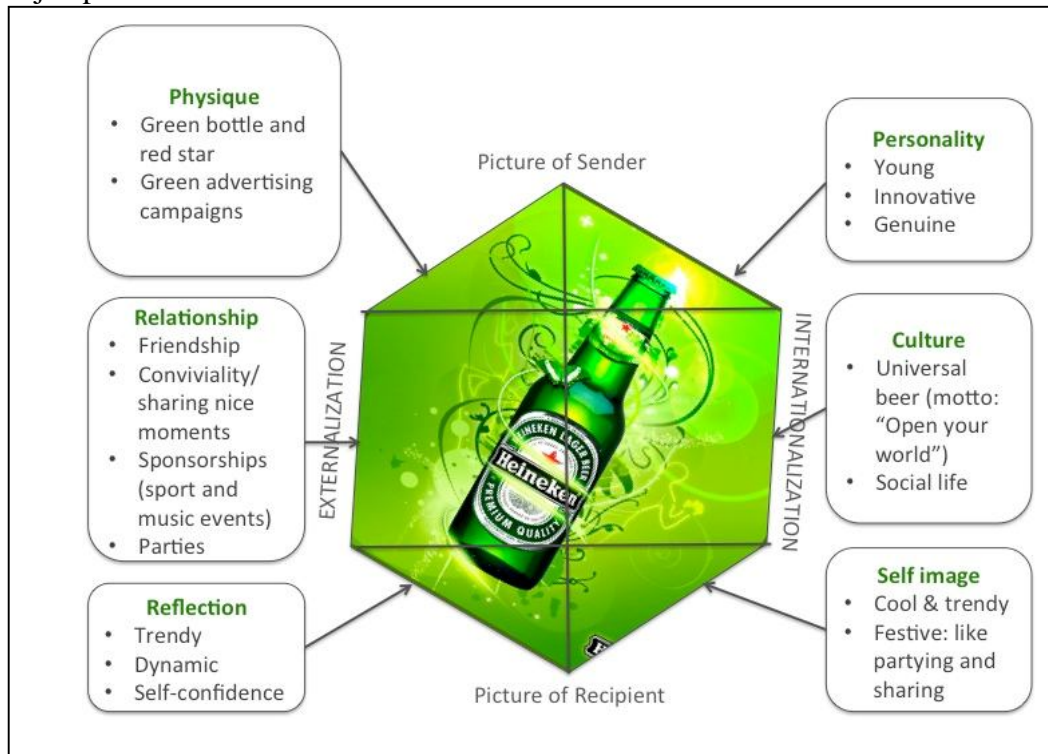 Physique
• Green bottle and
red star
• Green advertising
campaigns
Picture of Sender
Personality
• Young
• Innovative
• Genuine
Relationship
• Friendship
• Conviviality/
sharing nice
moments
• Sponsorships
(sport and
music events)
• Parties
EXTERNALIZATION
HEINEKEN LAGER BEER
Heineken
PREMIUM QUALITY
INTERNATIONALIZATION
Culture
• Universal
beer (motto:
“Open your
world”)
• Social life
Reflection
• Trendy
• Dynamic
• Self-confidence
Picture of Recipient
Self image
• Cool & trendy
• Festive: like
partying and
sharing